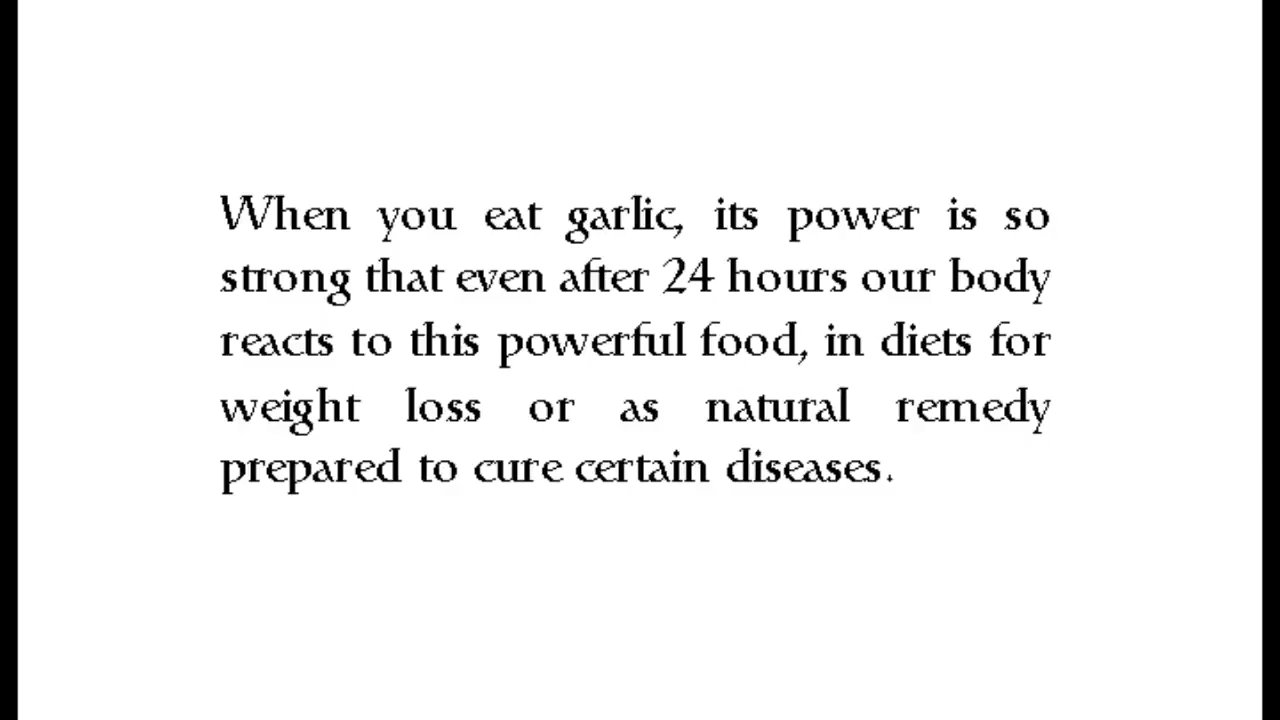 When you eat garlic, its power is so
strong that even after 24 hours our body
reacts to this powerful food, in diets for
weight loss or as natural remedy
prepared to cure certain diseases.